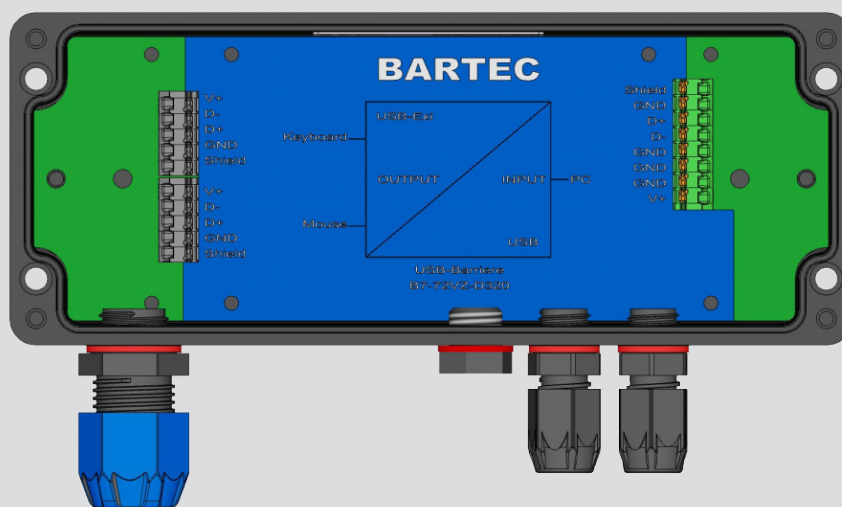 BARTEC
V+
D-
D+
GND
Shield
V+
D-
D+
GND
Shield
USB-Exi
Keyboard
OUTPUT
INPUT
PC
Mouse
USB
USB-Barriere
Shield
GND
D+
D-
GND
GND
GND
V+